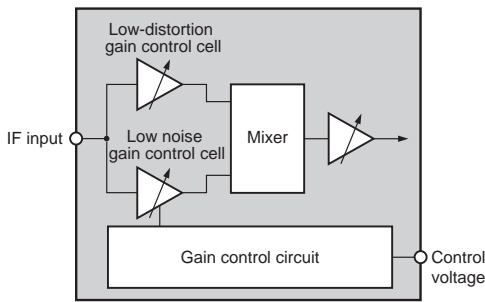 Low-distortion
gain control cell
IF input
Low noise
gain control cell
Mixer
Gain control circuit
Control
voltage